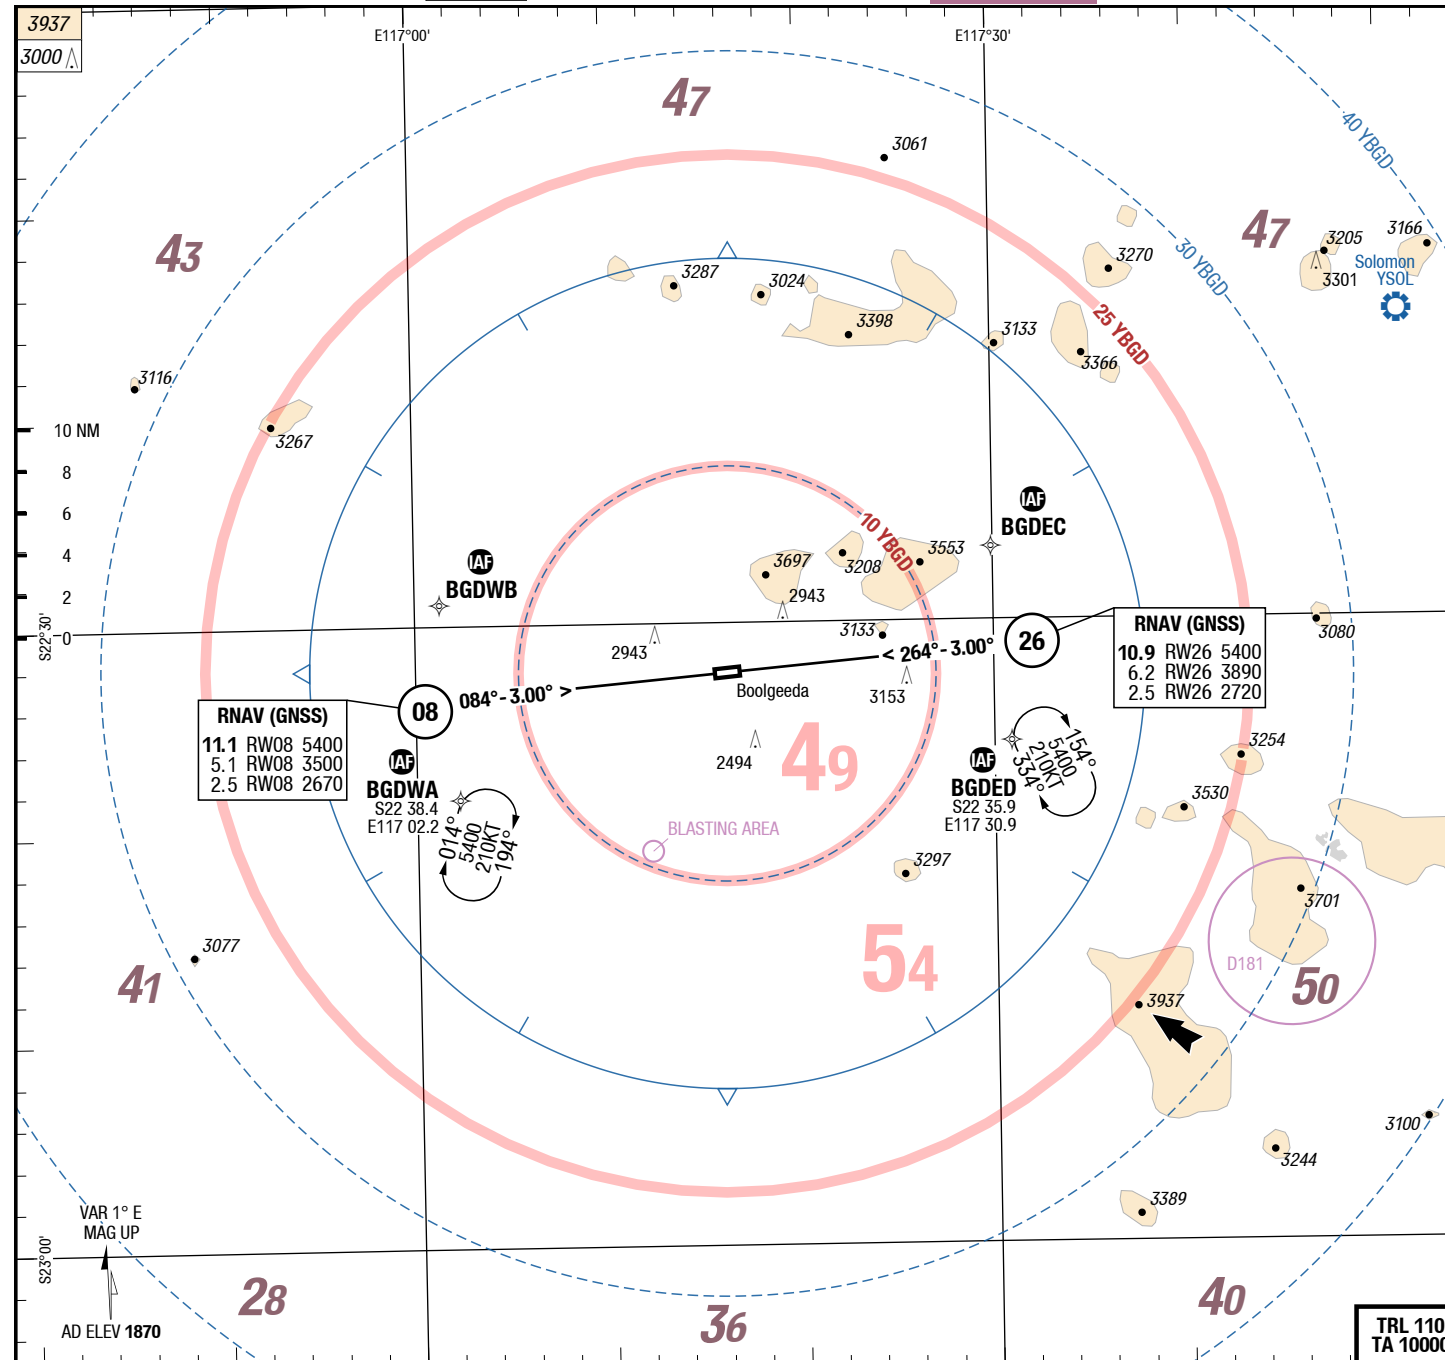 3937
3000
E117°00'
E117°30'
47
3061
40 YBGD
43
47
3205
3166
Solomon
YSOL
3301
30 YBGD
3270
3287
3024
3398
3133
25 YBGD
3366
3116
3267
10 NM
8
6
4
2
0
S22°30'
IAF
BGDEC
10 YBGD
IAF
BGDWB
3697
3208
3553
2943
2943
3133
3080
26
RNAV (GNSS)
10.9 RW26 5400
6.2 RW26 3890
2.5 RW26 2720
< 264°-3.00°
084°-3.00° >
08
Boolgeeda
3153
RNAV (GNSS)
11.1 RW08 5400
5.1 RW08 3500
2.5 RW08 2670
2494
49
IAF
BGDWA
S22 38.4
E117 02.2
014°
5400
210KT
194°
IAF
BGDED
S22 35.9
E117 30.9
154°
5400
210KT
334°
3254
3530
BLASTING AREA
3297
3701
54
D181
50
3077
41
3937
3100
3244
3389
VAR 1° E
MAG UP
S23°00'
AD ELEV 1870
28
36
40
TRL 110
TA 10000